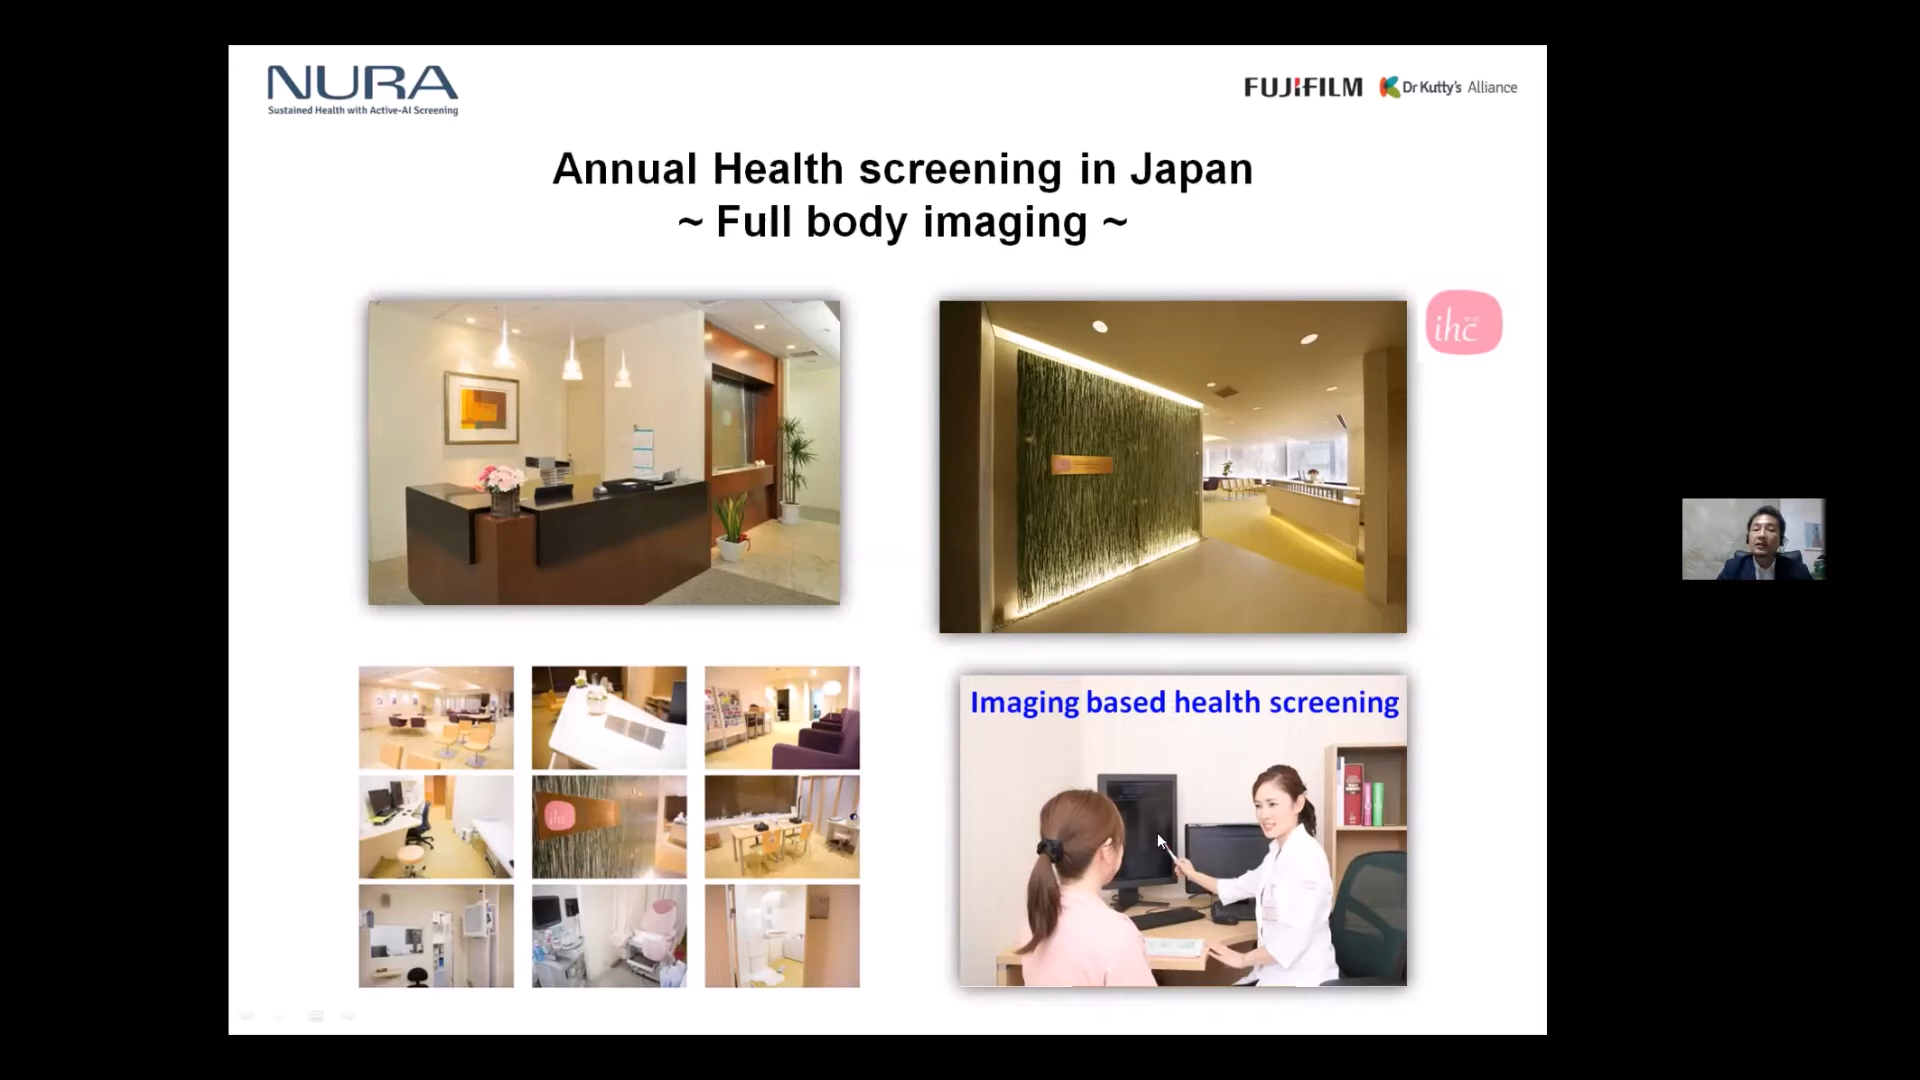 NURA
Sustained Health with Active-AI Screening
FUJIFILM
Dr Kutty's Alliance
Annual Health screening in Japan
~ Full body imaging ~
ihc
Imaging based health screening
ihc